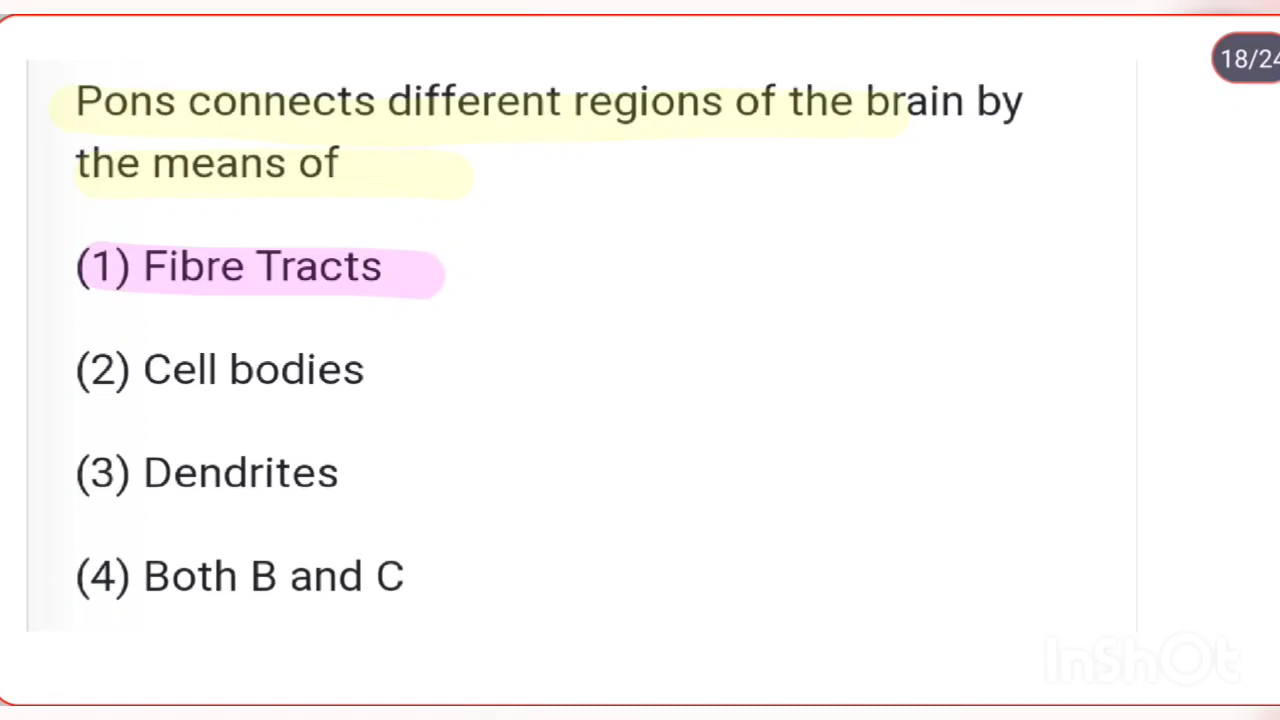 18/24
Pons connects different regions of the brain by
the means of
(1) Fibre Tracts
(2) Cell bodies
(3) Dendrites
(4) Both B and C
InShOt